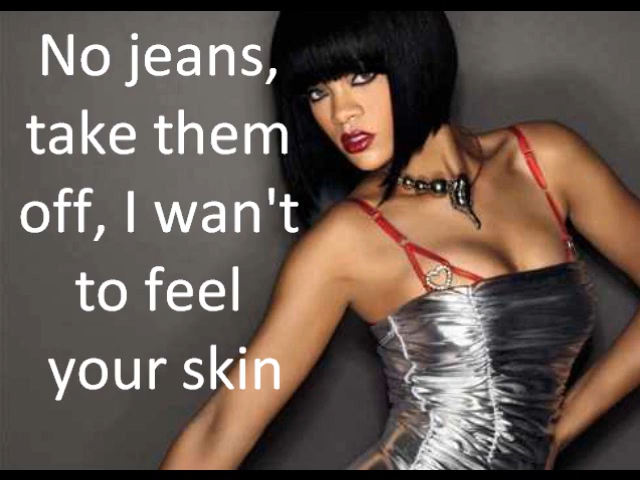 No jeans,
take them
off, I wan't
to feel
your skin